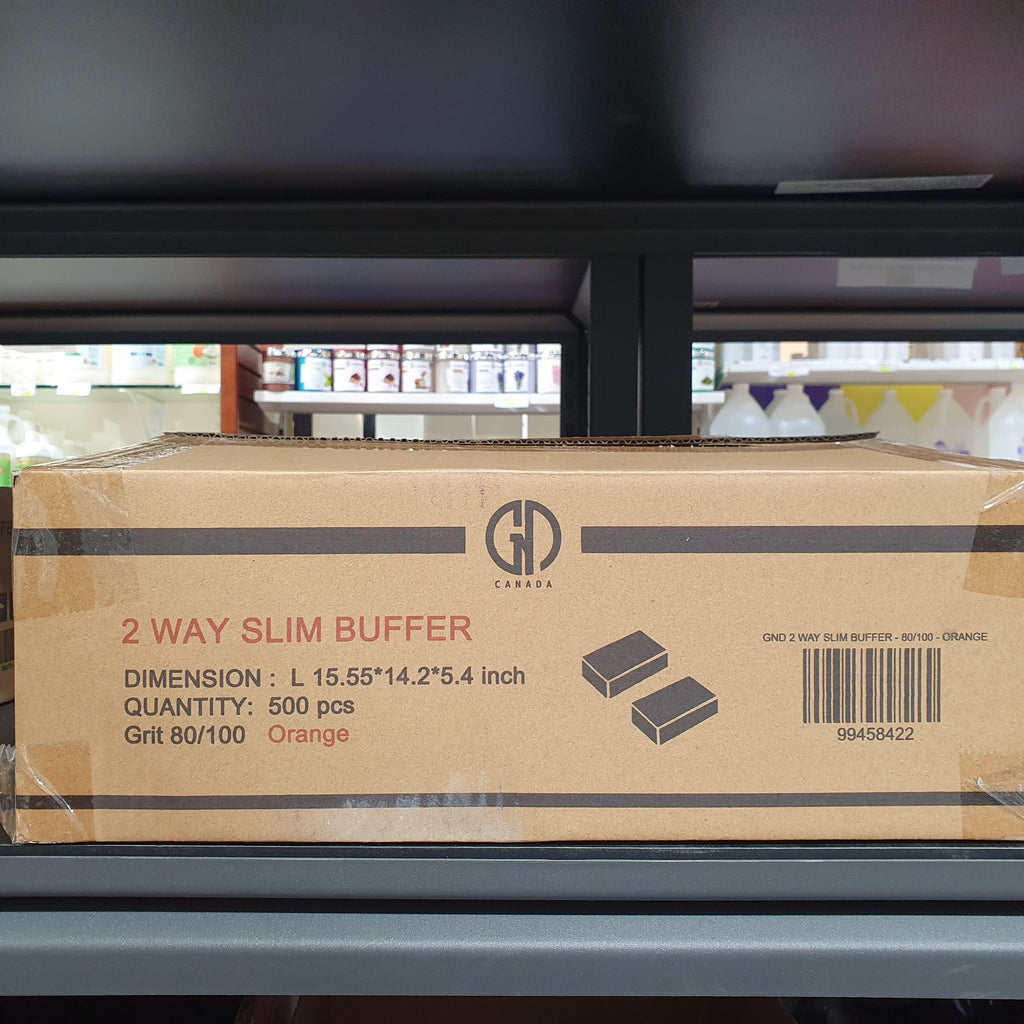 GND
CANADA
2 WAY SLIM BUFFER
DIMENSION : L 15.55*14.2*5.4 inch
QUANTITY: 500 pcs
Grit 80/100 Orange
GND 2 WAY SLIM BUFFER - 80/100 - ORANGE
99458422